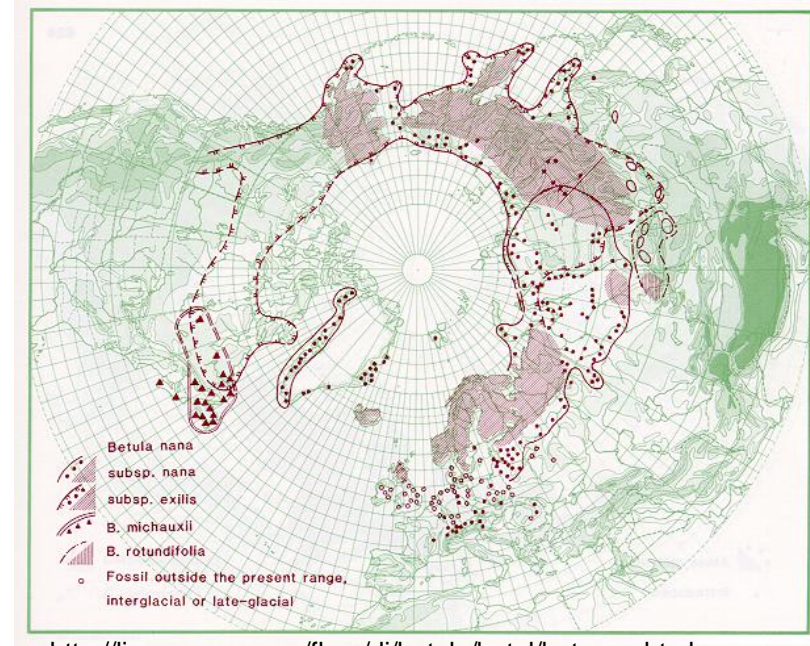 Betula nana
subsp. nana
subsp. exilis
B. michauxii
B. rotundifolia
Fossil outside the present range,
interglacial or late-glacial